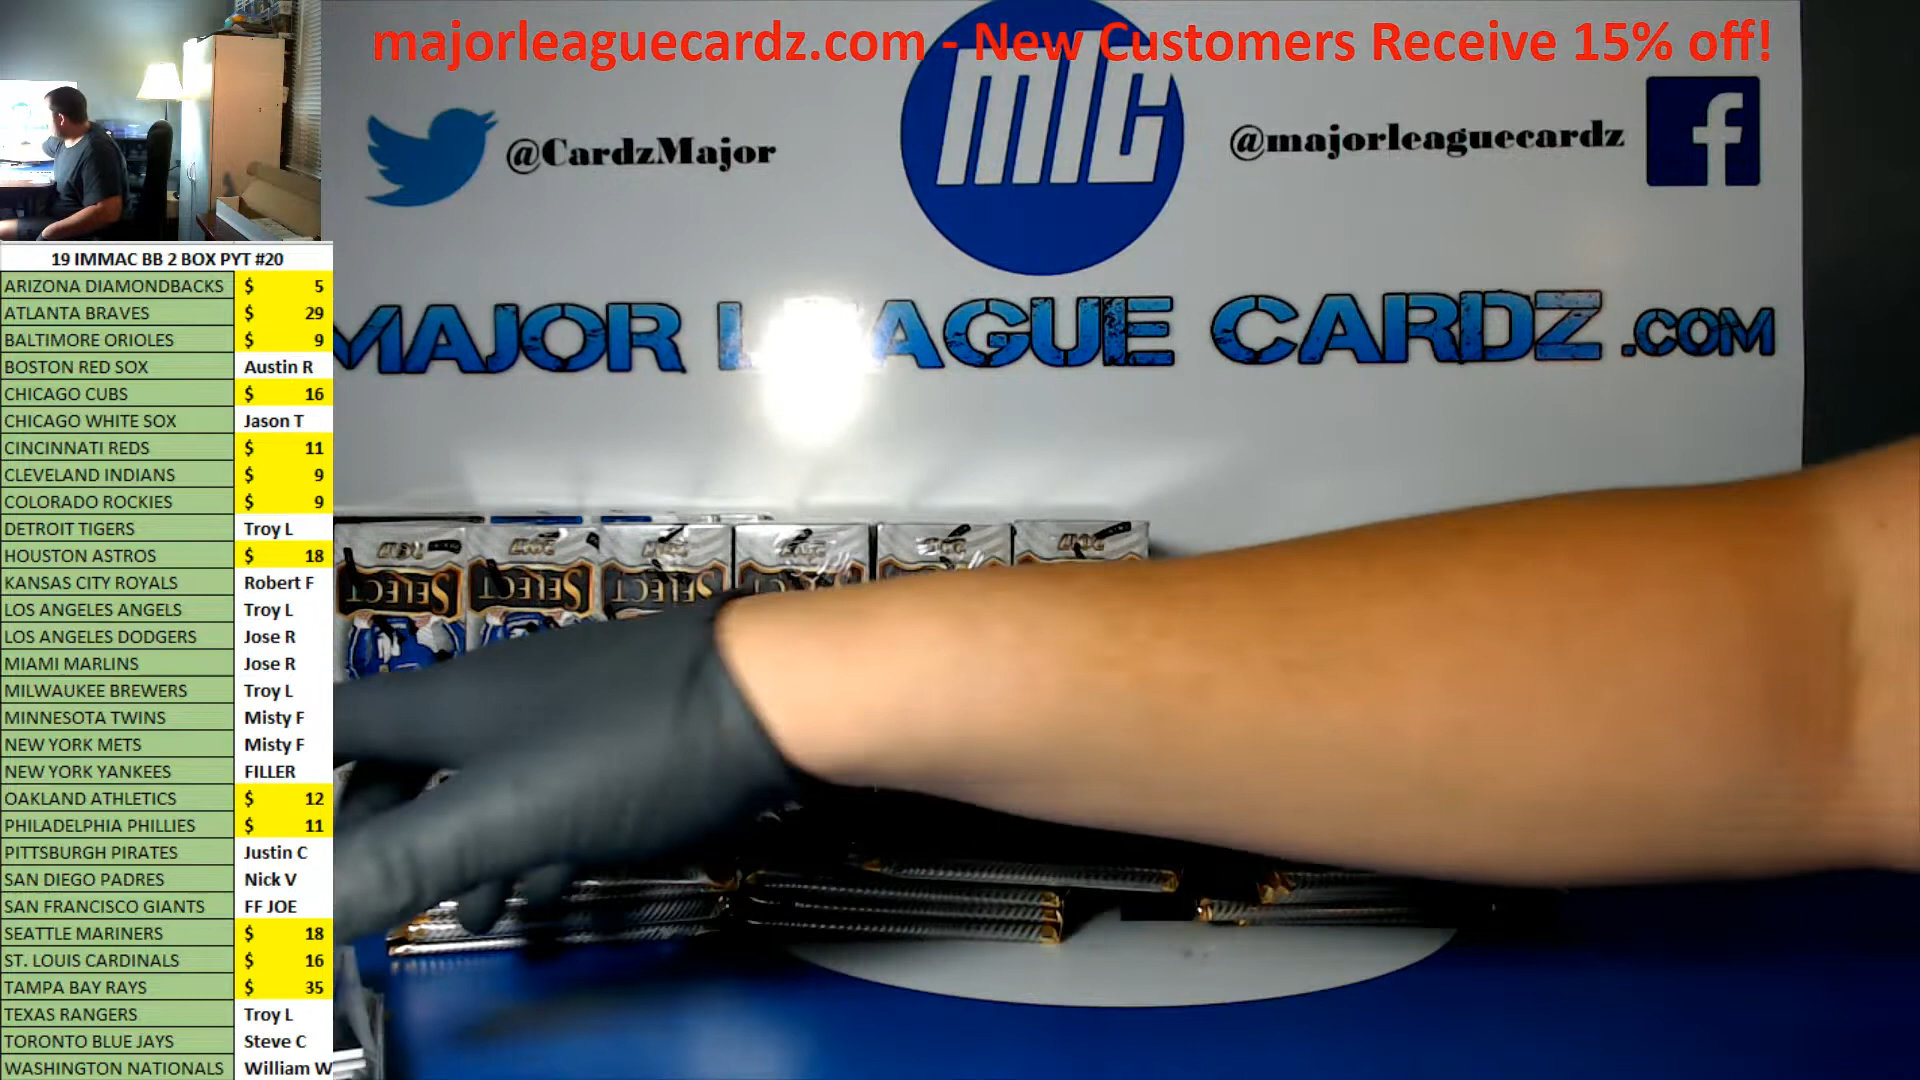 majorleaguecardz.com - New Customers Receive 15% off!
MLC
@CardzMajor
@majorleaguecardz
f
MAJOR LEAGUE CARDZ .COM
19 IMMAC BB 2 BOX PYT #20
ARIZONA DIAMONDBACKS $ 5
ATLANTA BRAVES $ 29
BALTIMORE ORIOLES $ 9
BOSTON RED SOX Austin R
CHICAGO CUBS $ 16
CHICAGO WHITE SOX Jason T
CINCINNATI REDS $ 11
CLEVELAND INDIANS $ 9
COLORADO ROCKIES $ 9
DETROIT TIGERS Troy L
HOUSTON ASTROS $ 18
KANSAS CITY ROYALS Robert F
LOS ANGELES ANGELS Troy L
LOS ANGELES DODGERS Jose R
MIAMI MARLINS Jose R
MILWAUKEE BREWERS Troy L
MINNESOTA TWINS Misty F
NEW YORK METS Misty F
NEW YORK YANKEES FILLER
OAKLAND ATHLETICS $ 12
PHILADELPHIA PHILLIES $ 11
PITTSBURGH PIRATES Justin C
SAN DIEGO PADRES Nick V
SAN FRANCISCO GIANTS FF JOE
SEATTLE MARINERS $ 18
ST. LOUIS CARDINALS $ 16
TAMPA BAY RAYS $ 35
TEXAS RANGERS Troy L
TORONTO BLUE JAYS Steve C
WASHINGTON NATIONALS William W
SELECT SELECT SELECT